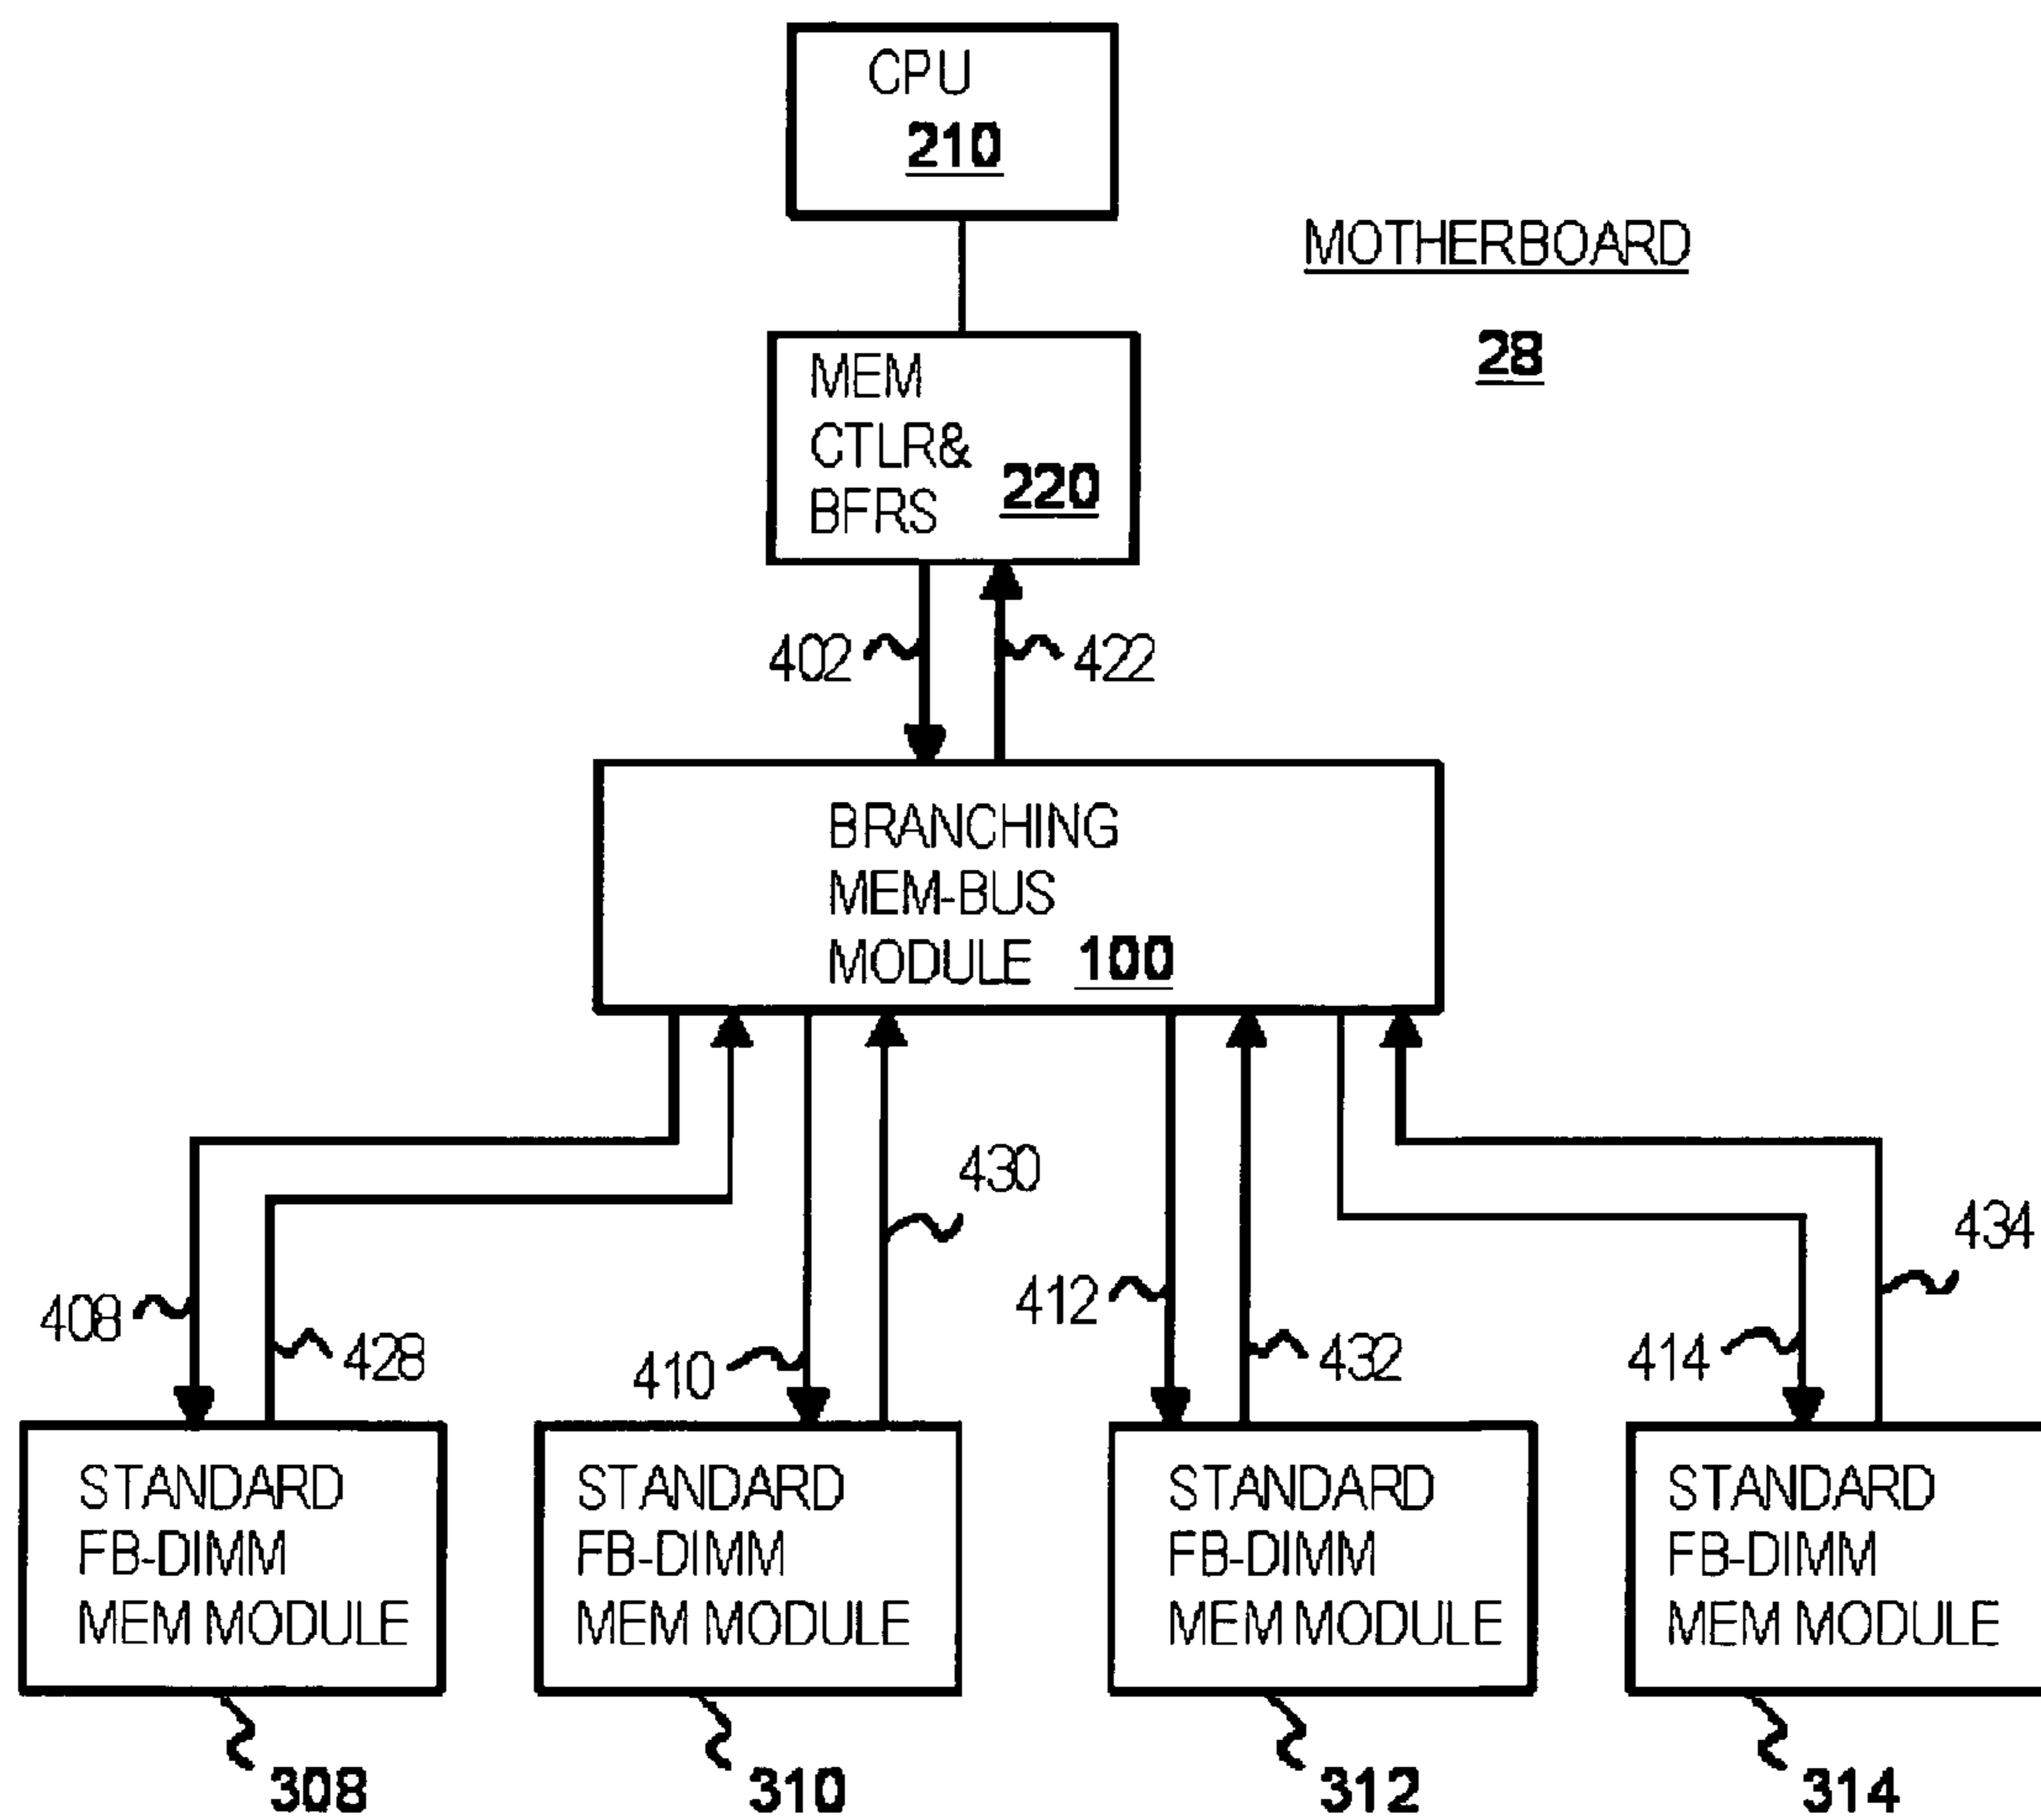 CPU
210
MOTHERBOARD
28
MEM
CTLR&
BFRS
220
402
422
BRANCHING
MEM-BUS
MODULE 100
430
434
408
428
410
412
432
414
STANDARD
FB-DIMM
MEM MODULE
STANDARD
FB-DIMM
MEM MODULE
STANDARD
FB-DIMM
MEM MODULE
STANDARD
FB-DIMM
MEM MODULE
308
310
312
314